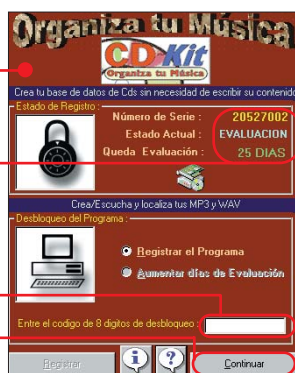 Organiza tu Música
CD Kit
Organiza tu Música
Crea tu base de datos de Cds sin necesidad de escribir su contenido
Estado de Registro :
Número de Serie : 20527002
Estado Actual : EVALUACION
Queda Evaluación : 25 DIAS
Crea/Escucha y localiza tus MP3 y WAV
Desbloqueo del Programa :
Registrar el Programa
Aumentar días de Evaluación
Entre el codigo de 8 digitos de desbloqueo :
Registrar
Continuar